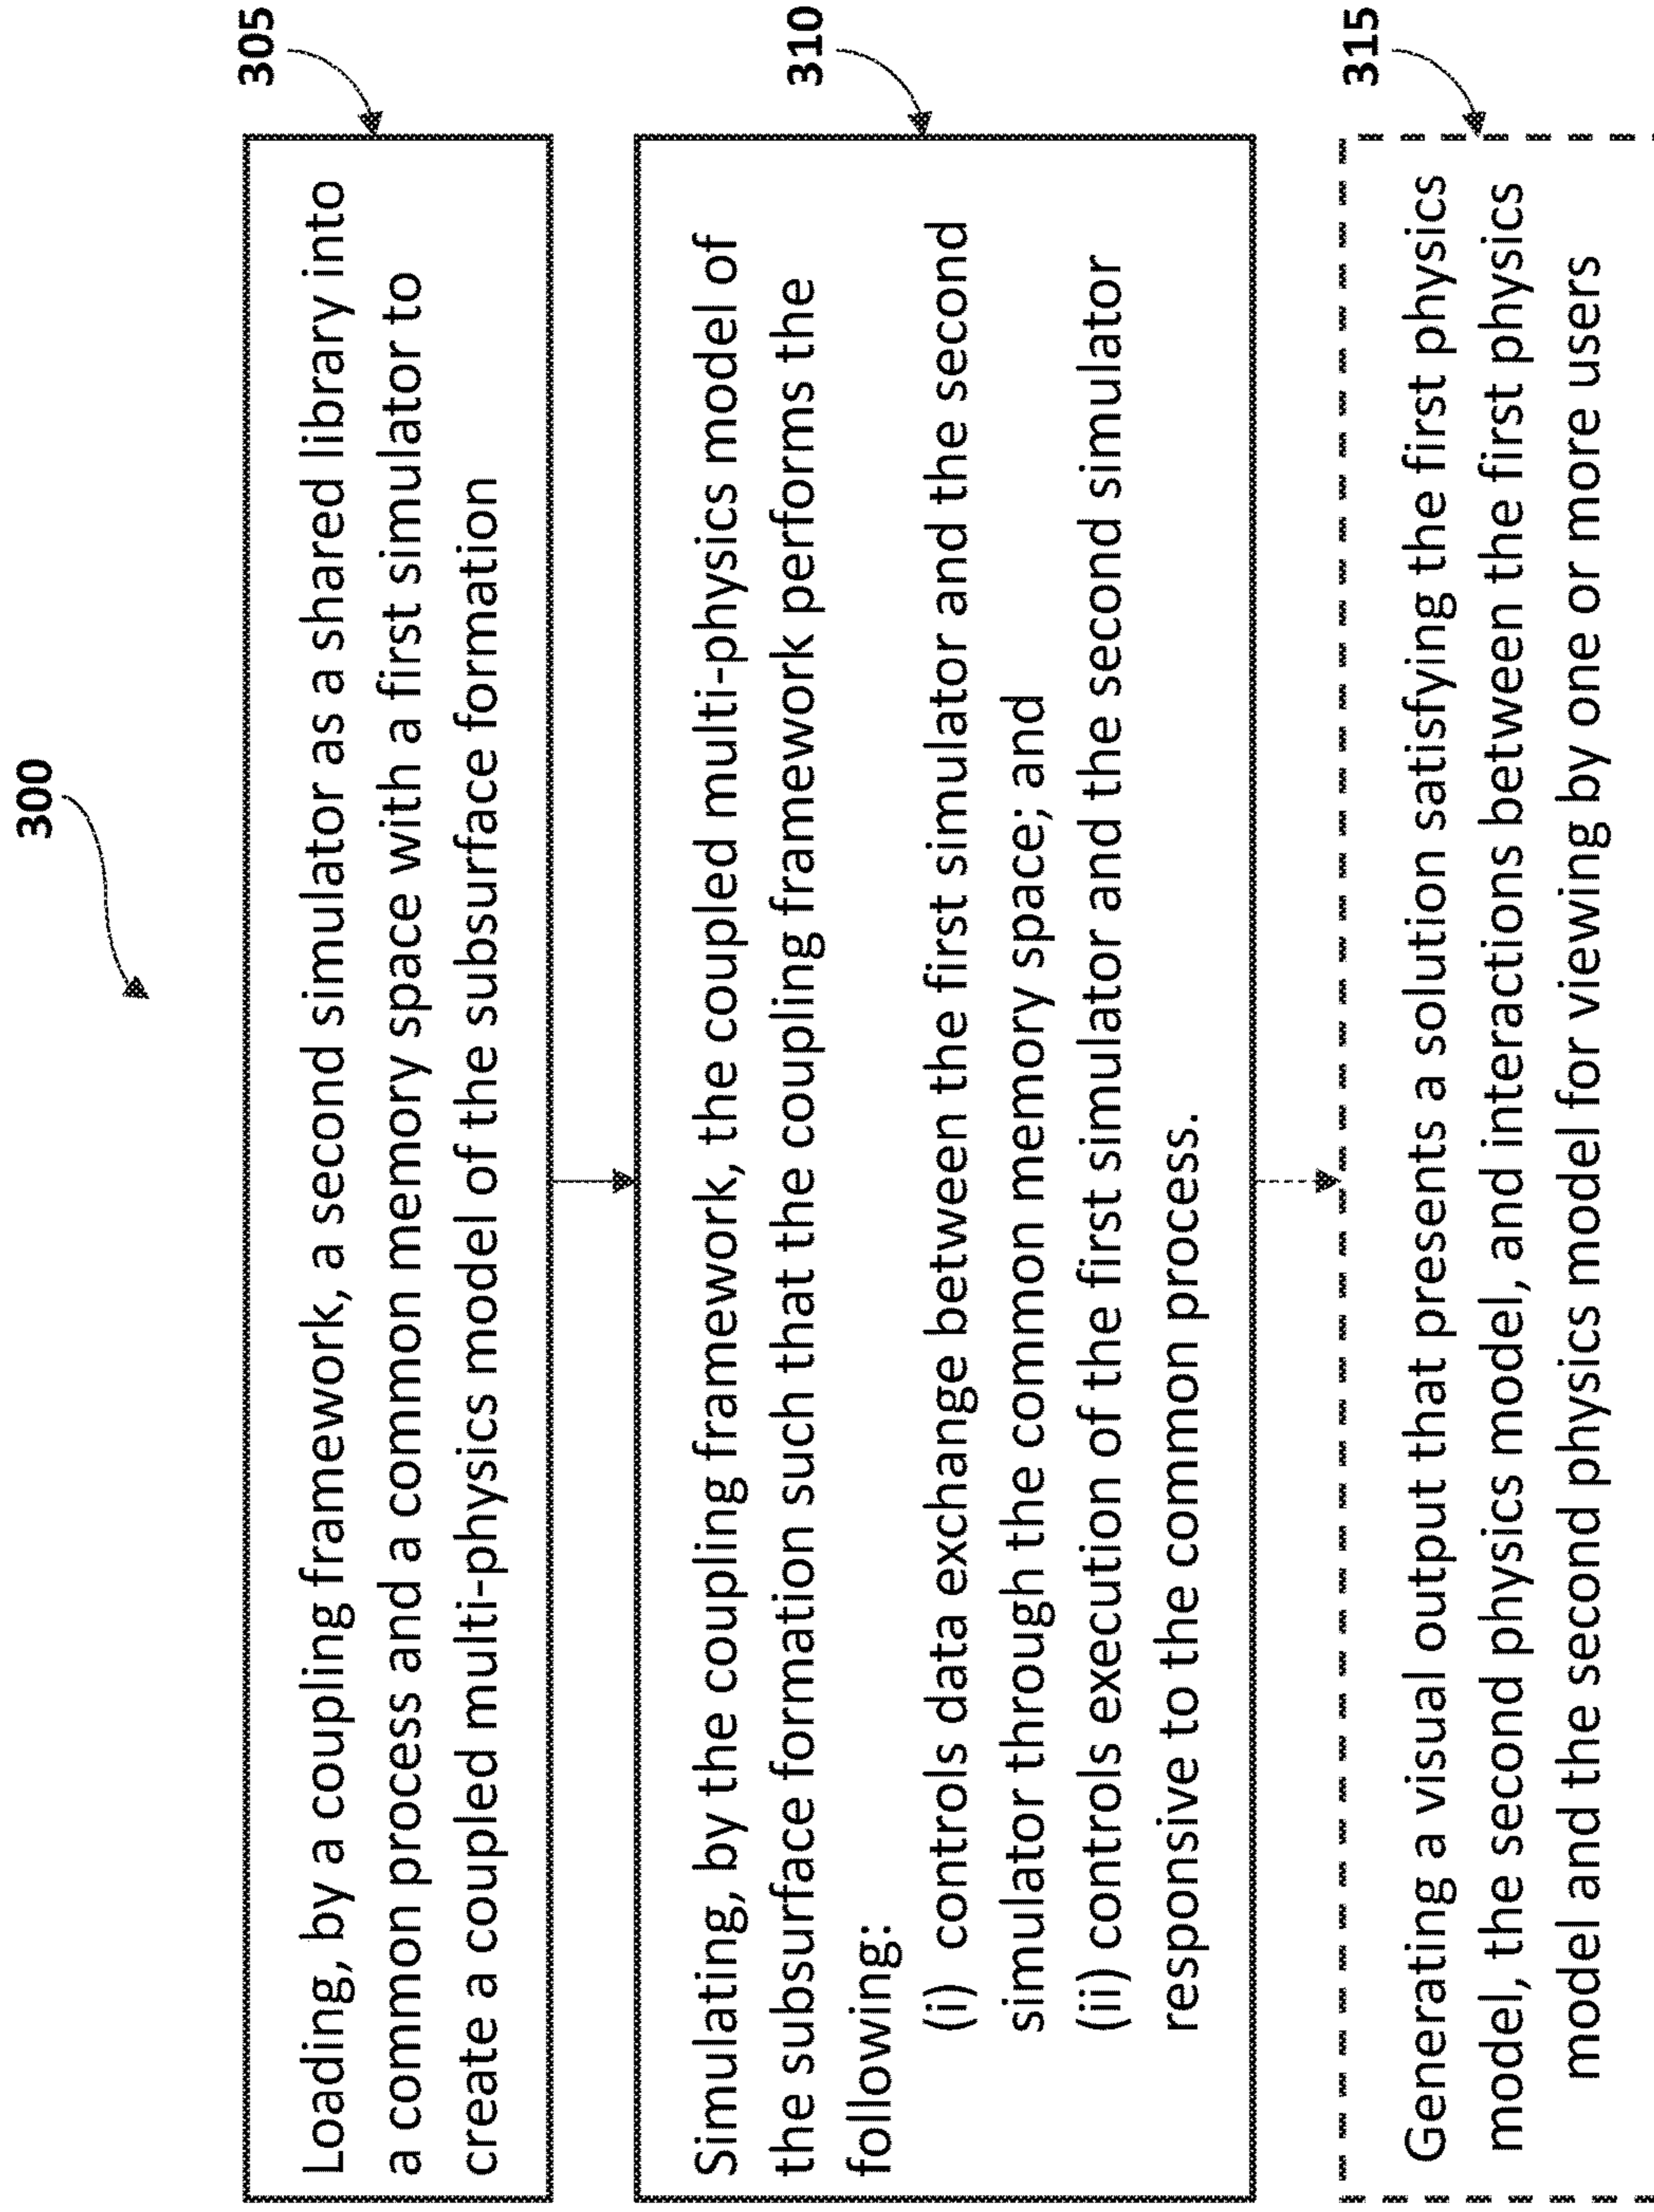 300
305
Loading, by a coupling framework, a second simulator as a shared library into
a common process and a common memory space with a first simulator to
create a coupled multi-physics model of the subsurface formation
310
Simulating, by the coupling framework, the coupled multi-physics model of
the subsurface formation such that the coupling framework performs the
following:
(i) controls data exchange between the first simulator and the second
simulator through the common memory space; and
(ii) controls execution of the first simulator and the second simulator
responsive to the common process.
315
Generating a visual output that presents a solution satisfying the first physics
model, the second physics model, and interactions between the first physics
model and the second physics model for viewing by one or more users